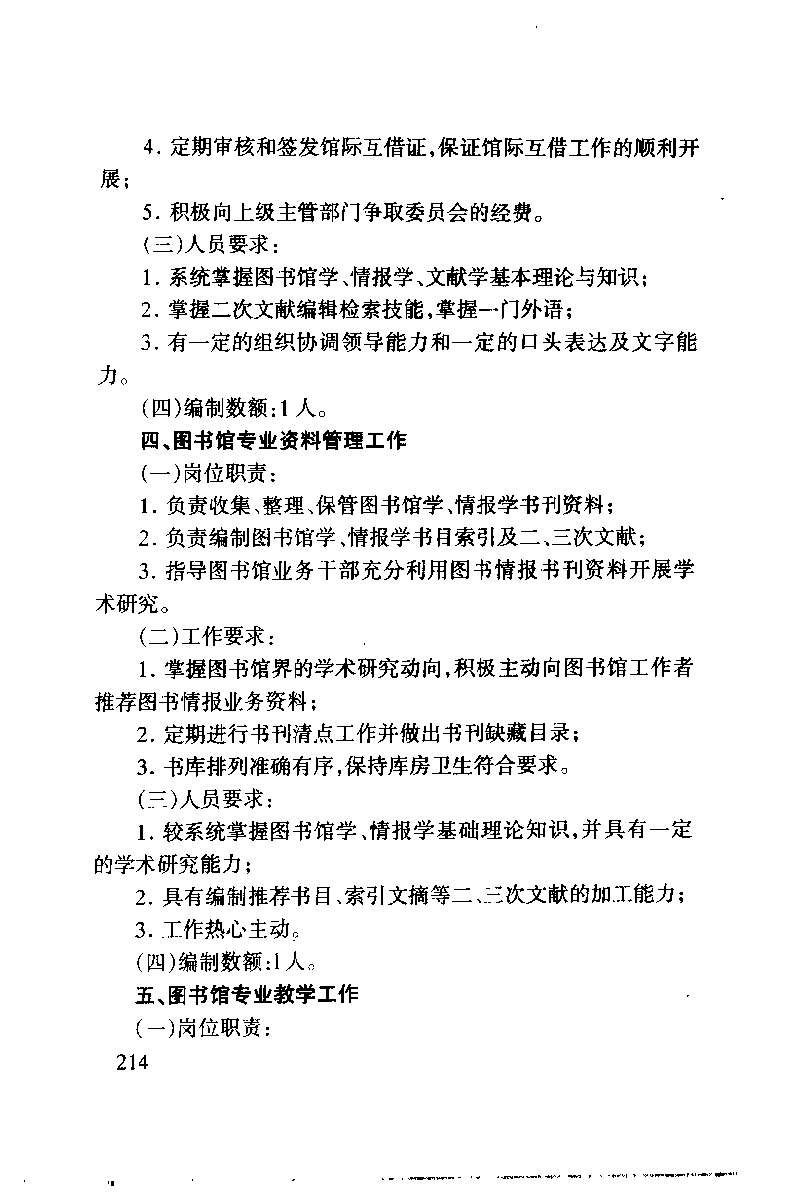 4. 定期审核和签发馆际互借证,保证馆际互借工作的顺利开
展;
5. 积极向上级主管部门争取委员会的经费。
(三)人员要求:
1. 系统掌握图书馆学、情报学、文献学基本理论与知识;
2. 掌握二次文献编辑检索技能,掌握一门外语;
3. 有一定的组织协调领导能力和一定的口头表达及文字能
力。
(四)编制数额:1人。
四、图书馆专业资料管理工作
(一)岗位职责:
1. 负责收集、整理、保管图书馆学、情报学书刊资料;
2. 负责编制图书馆学、情报学书目索引及二、三次文献;
3. 指导图书馆业务干部充分利用图书情报书刊资料开展学
术研究。
(二)工作要求:
1. 掌握图书馆界的学术研究动向,积极主动向图书馆工作者
推荐图书情报业务资料;
2. 定期进行书刊清点工作并做出书刊缺藏目录;
3. 书库排列准确有序,保持库房卫生符合要求。
(三)人员要求:
1. 较系统掌握图书馆学、情报学基础理论知识,并具有一定
的学术研究能力;
2. 具有编制推荐书目、索引文摘等二、三次文献的加工能力;
3. 工作热心主动。
(四)编制数额:1人。
五、图书馆专业教学工作
(一)岗位职责:
214